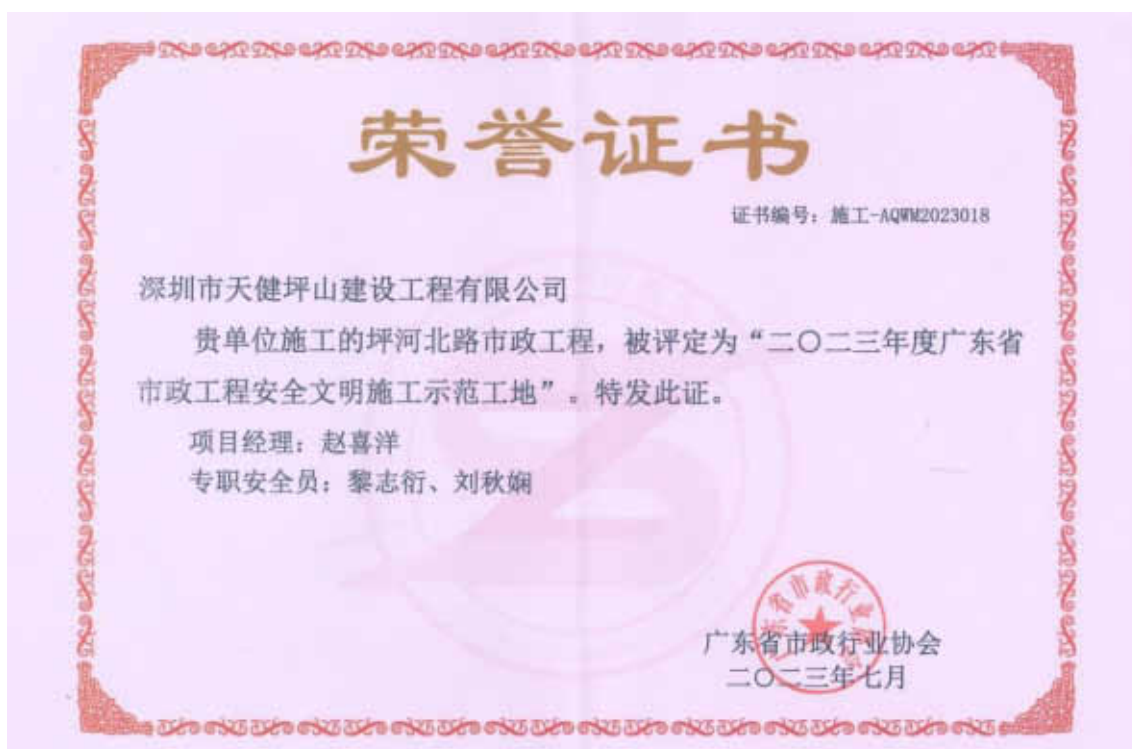 荣誉证书
证书编号：施工-AQWM2023018
深圳市天健坪山建设工程有限公司
贵单位施工的坪河北路市政工程，被评定为“二〇二三年度广东省
市政工程安全文明施工示范工地”。特发此证。
项目经理：赵喜洋
专职安全员：黎志衍、刘秋娴
广东省市政行业协会
二〇二三年七月